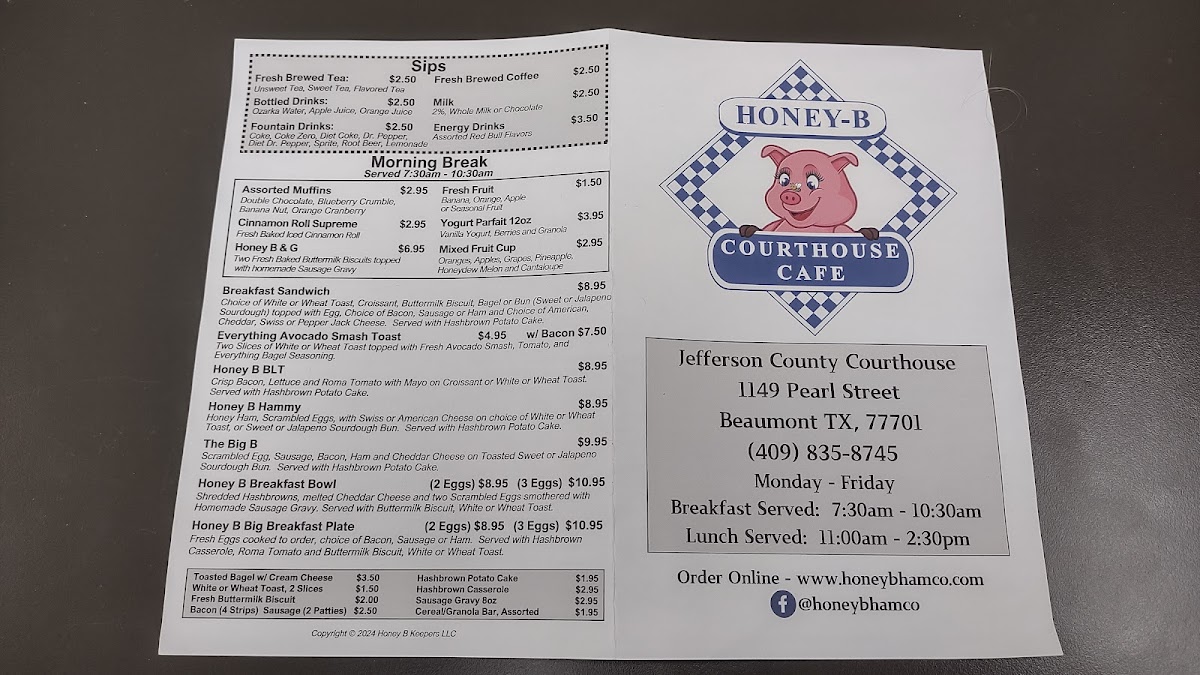 Sips
Fresh Brewed Tea: $2.50
Unsweet Tea, Sweet Tea, Flavored Tea
Fresh Brewed Coffee $2.50
Bottled Drinks: $2.50
Ozarka Water, Apple Juice, Orange Juice
Milk $2.50
2%, Whole Milk or Chocolate
Fountain Drinks: $2.50
Coke, Coke Zero, Diet Coke, Dr. Pepper,
Diet Dr. Pepper, Sprite, Root Beer, Lemonade
Energy Drinks $3.50
Assorted Red Bull Flavors
Morning Break
Served 7:30am - 10:30am
Assorted Muffins $2.95
Double Chocolate, Blueberry Crumble,
Banana Nut, Orange Cranberry
Fresh Fruit $1.50
Banana, Orange, Apple
or Seasonal Fruit
Cinnamon Roll Supreme $2.95
Fresh Baked Iced Cinnamon Roll
Yogurt Parfait 12oz $3.95
Vanilla Yogurt, Berries and Granola
Honey B & G $6.95
Two Fresh Baked Buttermilk Biscuits topped
with homemade Sausage Gravy
Mixed Fruit Cup $2.95
Oranges, Apples, Grapes, Pineapple,
Honeydew Melon and Cantaloupe
Breakfast Sandwich $8.95
Choice of White or Wheat Toast, Croissant, Buttermilk Biscuit, Bagel or Bun (Sweet or Jalapeno
Sourdough) topped with Egg, Choice of Bacon, Sausage or Ham and Choice of American,
Cheddar, Swiss or Pepper Jack Cheese. Served with Hashbrown Potato Cake.
Everything Avocado Smash Toast $4.95 w/ Bacon $7.50
Two Slices of White or Wheat Toast topped with Fresh Avocado Smash, Tomato, and
Everything Bagel Seasoning.
Honey B BLT $8.95
Crisp Bacon, Lettuce and Roma Tomato with Mayo on Croissant or White or Wheat Toast.
Served with Hashbrown Potato Cake.
Honey B Hammy $8.95
Honey Ham, Scrambled Eggs, with Swiss or American Cheese on choice of White or Wheat
Toast, or Sweet or Jalapeno Sourdough Bun. Served with Hashbrown Potato Cake.
The Big B $9.95
Scrambled Egg, Sausage, Bacon, Ham and Cheddar Cheese on Toasted Sweet or Jalapeno
Sourdough Bun. Served with Hashbrown Potato Cake.
Honey B Breakfast Bowl (2 Eggs) $8.95 (3 Eggs) $10.95
Shredded Hashbrowns, melted Cheddar Cheese and two Scrambled Eggs smothered with
Homemade Sausage Gravy. Served with Buttermilk Biscuit, White or Wheat Toast.
Honey B Big Breakfast Plate (2 Eggs) $8.95 (3 Eggs) $10.95
Fresh Eggs cooked to order, choice of Bacon, Sausage or Ham. Served with Hashbrown
Casserole, Roma Tomato and Buttermilk Biscuit, White or Wheat Toast.
Toasted Bagel w/ Cream Cheese $3.50
White or Wheat Toast, 2 Slices $1.50
Fresh Buttermilk Biscuit $2.00
Bacon (4 Strips) Sausage (2 Patties) $2.50
Hashbrown Potato Cake $1.95
Hashbrown Casserole $2.95
Sausage Gravy 8oz $2.95
Cereal/Granola Bar, Assorted $1.95
Copyright © 2024 Honey B Keepers LLC
HONEY-B
COURTHOUSE
CAFE
Jefferson County Courthouse
1149 Pearl Street
Beaumont TX, 77701
(409) 835-8745
Monday - Friday
Breakfast Served: 7:30am - 10:30am
Lunch Served: 11:00am - 2:30pm
Order Online - www.honeybhamco.com
@honeybhamco